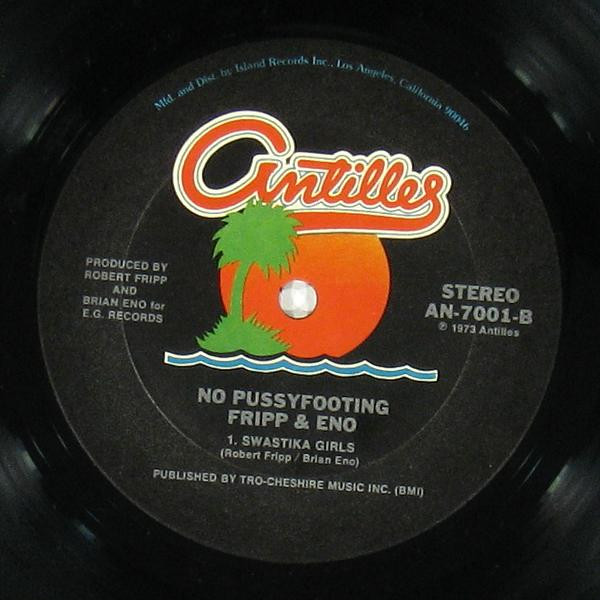 Mfd. and Dist. by Island Records Inc., Los Angeles, California 90046
Antilles
PRODUCED BY
ROBERT FRIPP
AND
BRIAN ENO for
E.G. RECORDS
STEREO
AN-7001-B
℗ 1973 Antilles
NO PUSSYFOOTING
FRIPP & ENO
1. SWASTIKA GIRLS
(Robert Fripp / Brian Eno)
PUBLISHED BY TRO-CHESHIRE MUSIC INC. (BMI)